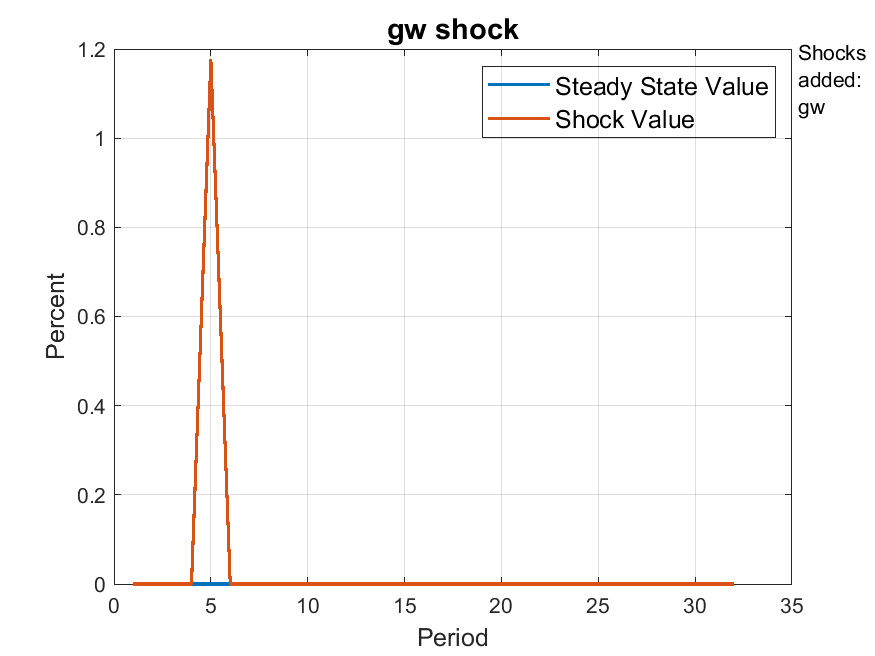 gw shock
Shocks
added:
gw
Steady State Value
Shock Value
1.2
1
0.8
0.6
0.4
0.2
0
Percent
0
5
10
15
20
25
30
35
Period